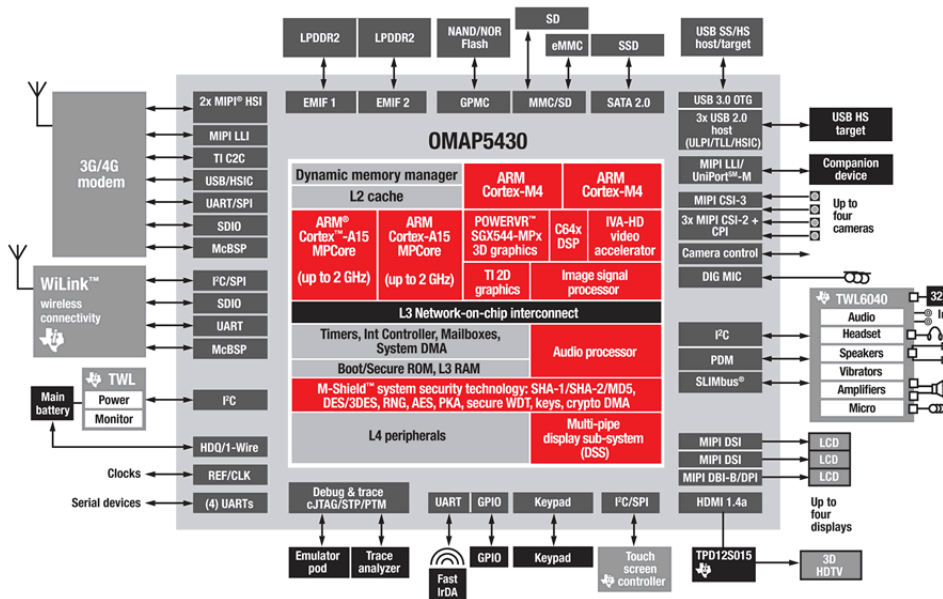 SD
LPDDR2
LPDDR2
NAND/NOR
Flash
eMMC
SSD
USB SS/HS
host/target
EMIF 1
EMIF 2
GPMC
MMC/SD
SATA 2.0
USB 3.0 OTG
OMAP5430
3G/4G
modem
2x MIPI® HSI
MIPI LLI
TI C2C
USB/HSIC
UART/SPI
SDIO
McBSP
WiLink™
wireless
connectivity
I²C/SPI
SDIO
UART
McBSP
TWL
Power
Monitor
Main
battery
I²C
HDQ/1-Wire
Clocks
REF/CLK
Serial devices
(4) UARTs
Dynamic memory manager
L2 cache
ARM
Cortex-M4
ARM
Cortex-M4
ARM®
Cortex™-A15
MPCore
(up to 2 GHz)
ARM
Cortex-A15
MPCore
(up to 2 GHz)
POWERVR™
SGX544-MPx
3D graphics
C64x
DSP
IVA-HD
video
accelerator
TI 2D
graphics
Image signal
processor
L3 Network-on-chip interconnect
Timers, Int Controller, Mailboxes,
System DMA
Boot/Secure ROM, L3 RAM
Audio processor
M-Shield™ system security technology: SHA-1/SHA-2/MD5,
DES/3DES, RNG, AES, PKA, secure WDT, keys, crypto DMA
L4 peripherals
Multi-pipe
display sub-system
(DSS)
3x USB 2.0
host
(ULPI/TLL/HSIC)
USB HS
target
MIPI LLI/
UniPort℠-M
Companion
device
MIPI CSI-3
3x MIPI CSI-2 +
CPI
Up to
four
cameras
Camera control
DIG MIC
I²C
PDM
SLIMbus®
TWL6040
32
Audio
In
Headset
Speakers
Vibrators
Amplifiers
Micro
MIPI DSI
LCD
MIPI DSI
LCD
MIPI DBI-B/DPI
LCD
HDMI 1.4a
Up to
four
displays
TPD12S015
3D
HDTV
Debug & trace
cJTAG/STP/PTM
UART
GPIO
Keypad
I²C/SPI
Emulator
pod
Trace
analyzer
Fast
IrDA
GPIO
Keypad
Touch
screen
controller